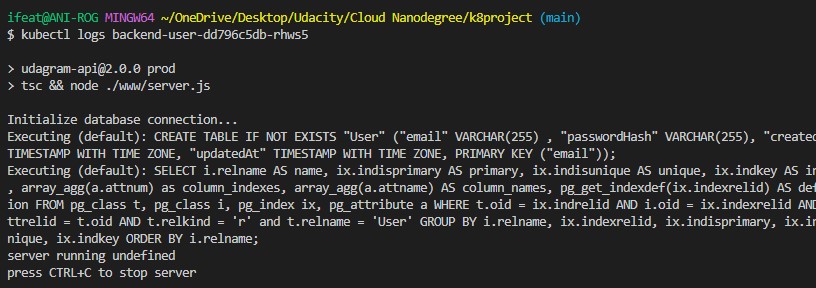 ifeat@ANI-ROG MINGW64 ~/OneDrive/Desktop/Udacity/Cloud Nanodegree/k8project (main)
$ kubectl logs backend-user-dd796c5db-rhws5
> udagram-api@2.0.0 prod
> tsc && node ./www/server.js
Initialize database connection...
Executing (default): CREATE TABLE IF NOT EXISTS "User" ("email" VARCHAR(255) , "passwordHash" VARCHAR(255), "created
TIMESTAMP WITH TIME ZONE, "updatedAt" TIMESTAMP WITH TIME ZONE, PRIMARY KEY ("email"));
Executing (default): SELECT i.relname AS name, ix.indisprimary AS primary, ix.indisunique AS unique, ix.indkey AS in
, array_agg(a.attnum) as column_indexes, array_agg(a.attname) AS column_names, pg_get_indexdef(ix.indexrelid) AS def
ion FROM pg_class t, pg_class i, pg_index ix, pg_attribute a WHERE t.oid = ix.indrelid AND i.oid = ix.indexrelid AND
ttrelid = t.oid AND t.relkind = 'r' and t.relname = 'User' GROUP BY i.relname, ix.indexrelid, ix.indisprimary, ix.in
nique, ix.indkey ORDER BY i.relname;
server running undefined
press CTRL+C to stop server